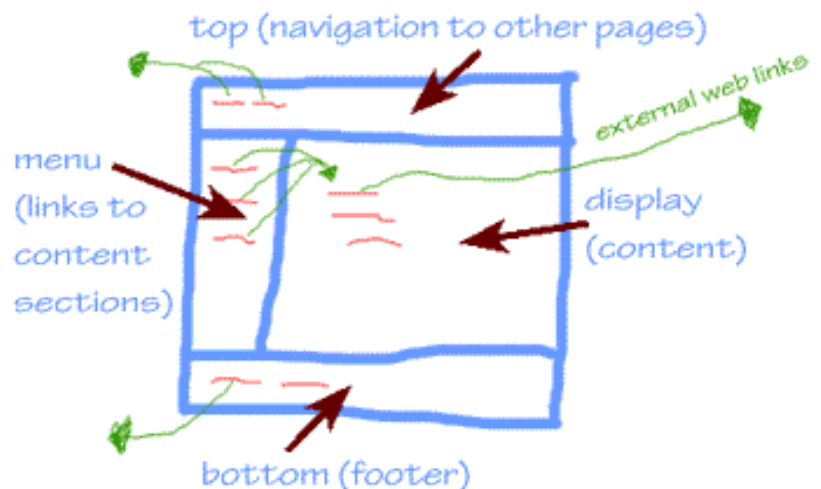 top (navigation to other pages)
external web links
menu
(links to
content
sections)
display
(content)
bottom (footer)